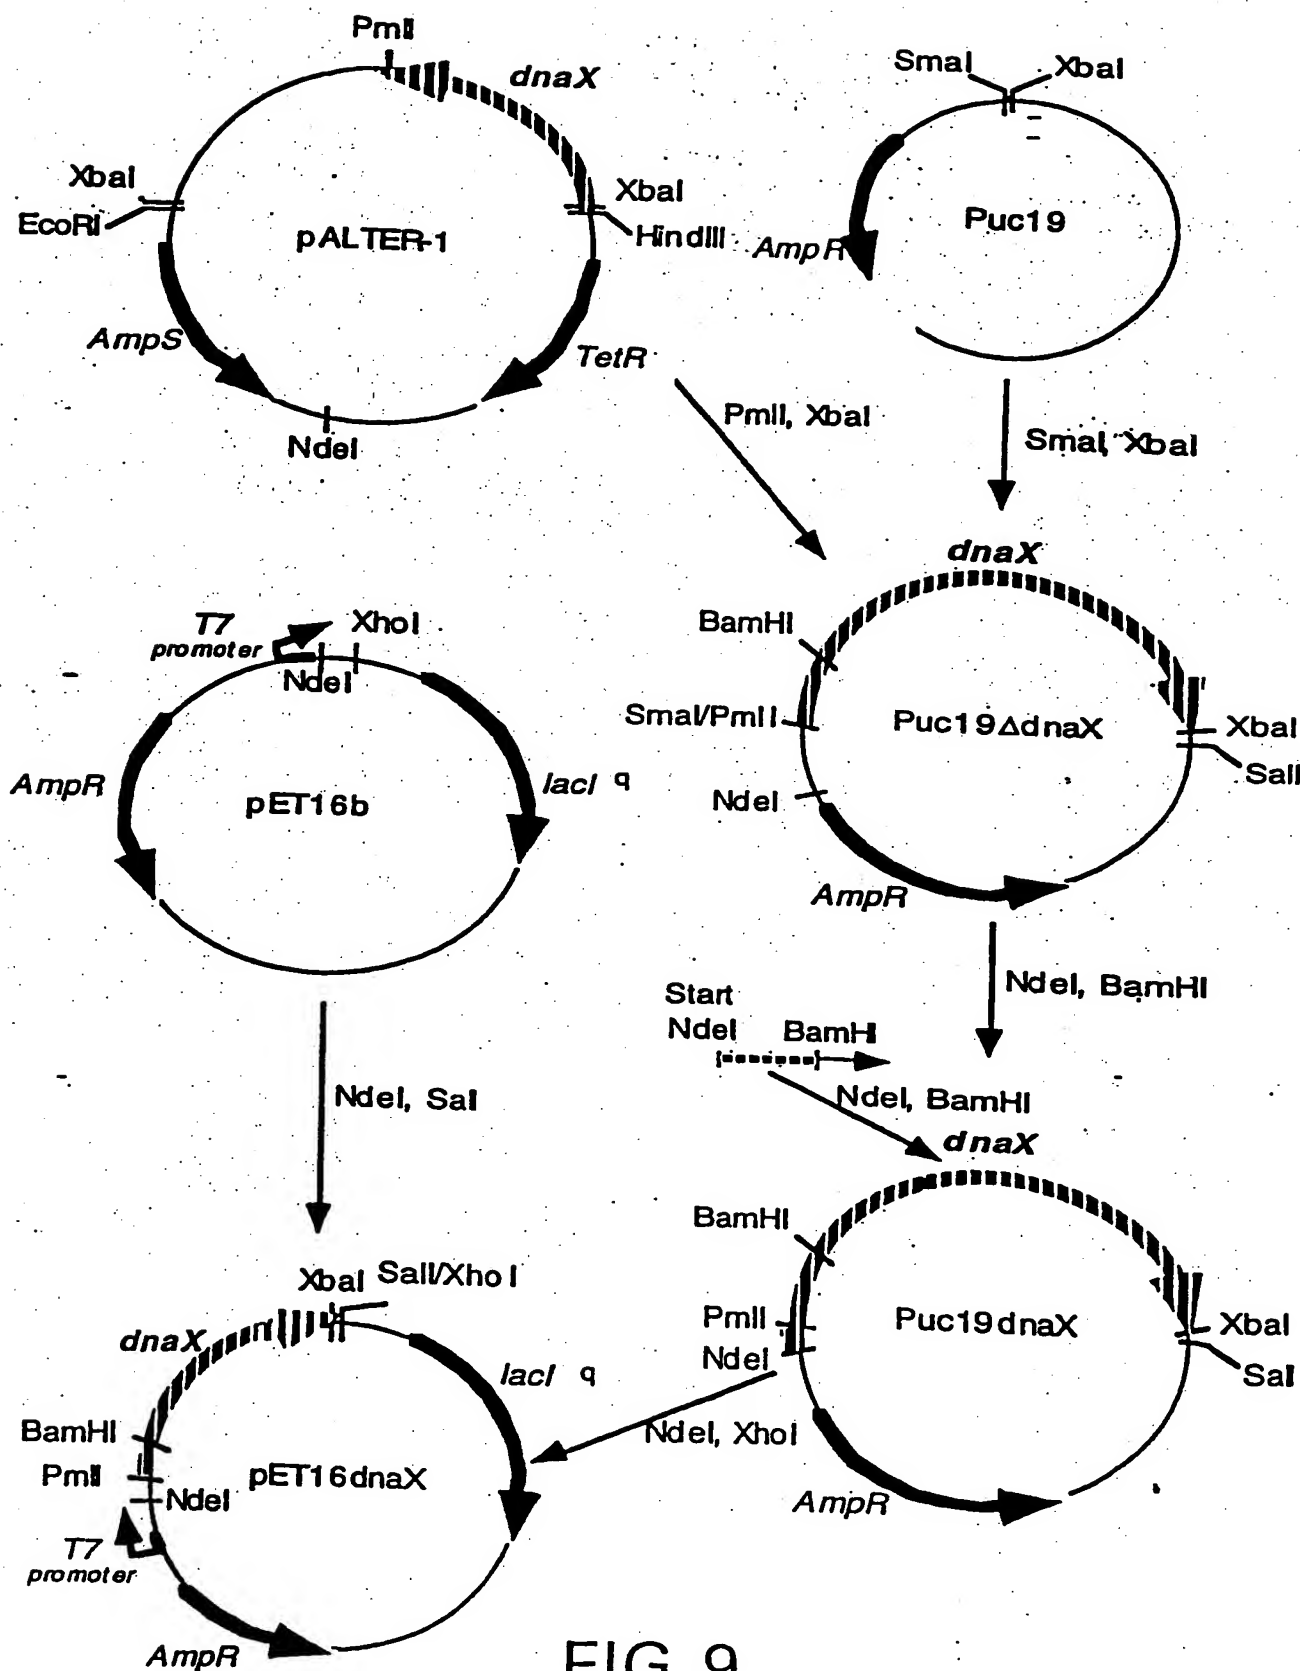 PmlI
dnaX
XbaI
EcoRI
XbaI
HindIII
pALTER-1
AmpS
TetR
NdeI
SmaI
XbaI
AmpR
Puc19
PmlI, XbaI
SmaI, XbaI
T7
promoter
XhoI
NdeI
AmpR
pET16b
lacI q
dnaX
BamHI
SmaI/PmlI
Puc19ΔdnaX
XbaI
SalI
NdeI
AmpR
NdeI, BamHI
Start
NdeI BamHI
NdeI, BamHI
NdeI, Sal
dnaX
BamHI
PmlI
NdeI
Puc19dnaX
XbaI
Sal
AmpR
NdeI, XhoI
XbaI SalI/XhoI
dnaX
lacI q
BamHI
PmlI
NdeI
pET16dnaX
T7
promoter
AmpR
FIG. 9